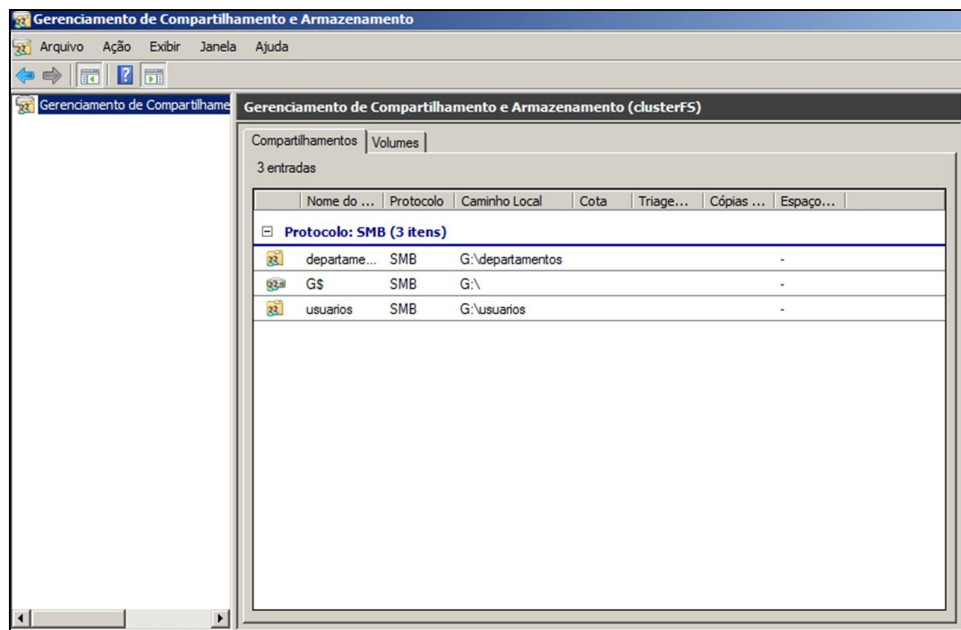 Gerenciamento de Compartilhamento e Armazenamento
Arquivo Ação Exibir Janela Ajuda
Gerenciamento de Compartilhame
Gerenciamento de Compartilhamento e Armazenamento (clusterFS)
Compartilhamentos Volumes
3 entradas
Nome do ... Protocolo Caminho Local Cota Triage... Cópias ... Espaço...
Protocolo: SMB (3 itens)
departame... SMB G:\departamentos -
G$ SMB G:\ -
usuarios SMB G:\usuarios -